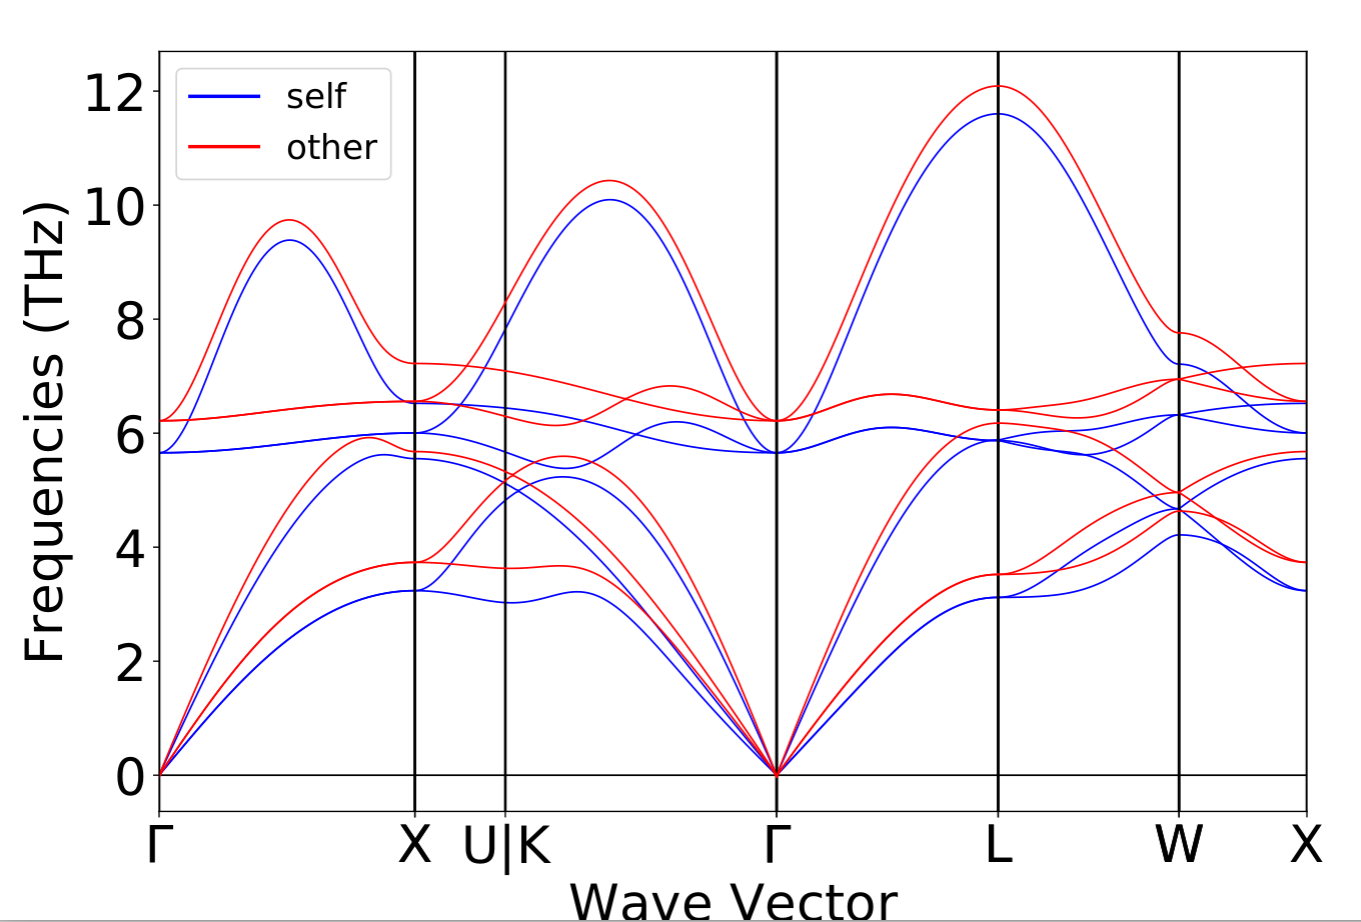 12
10
8
6
4
2
0
Frequencies (THz)
self
other
Γ X U|K Γ L W X
Wave Vector